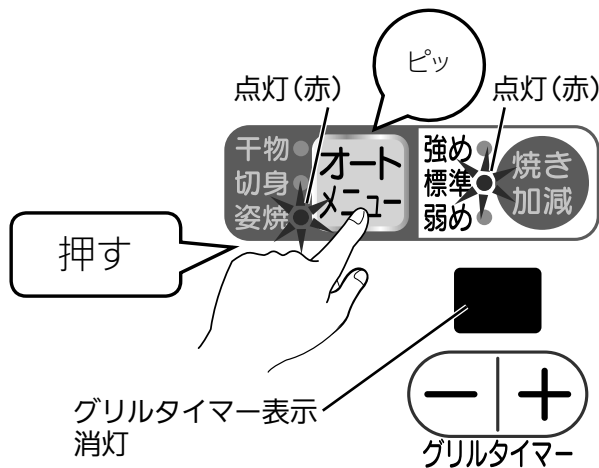 ピッ
点灯（赤）
点灯（赤）
干物
切身
姿焼
オート
メニュー
強め
標準
弱め
焼き
加減
押す
グリルタイマー表示
消灯
− +
グリルタイマー